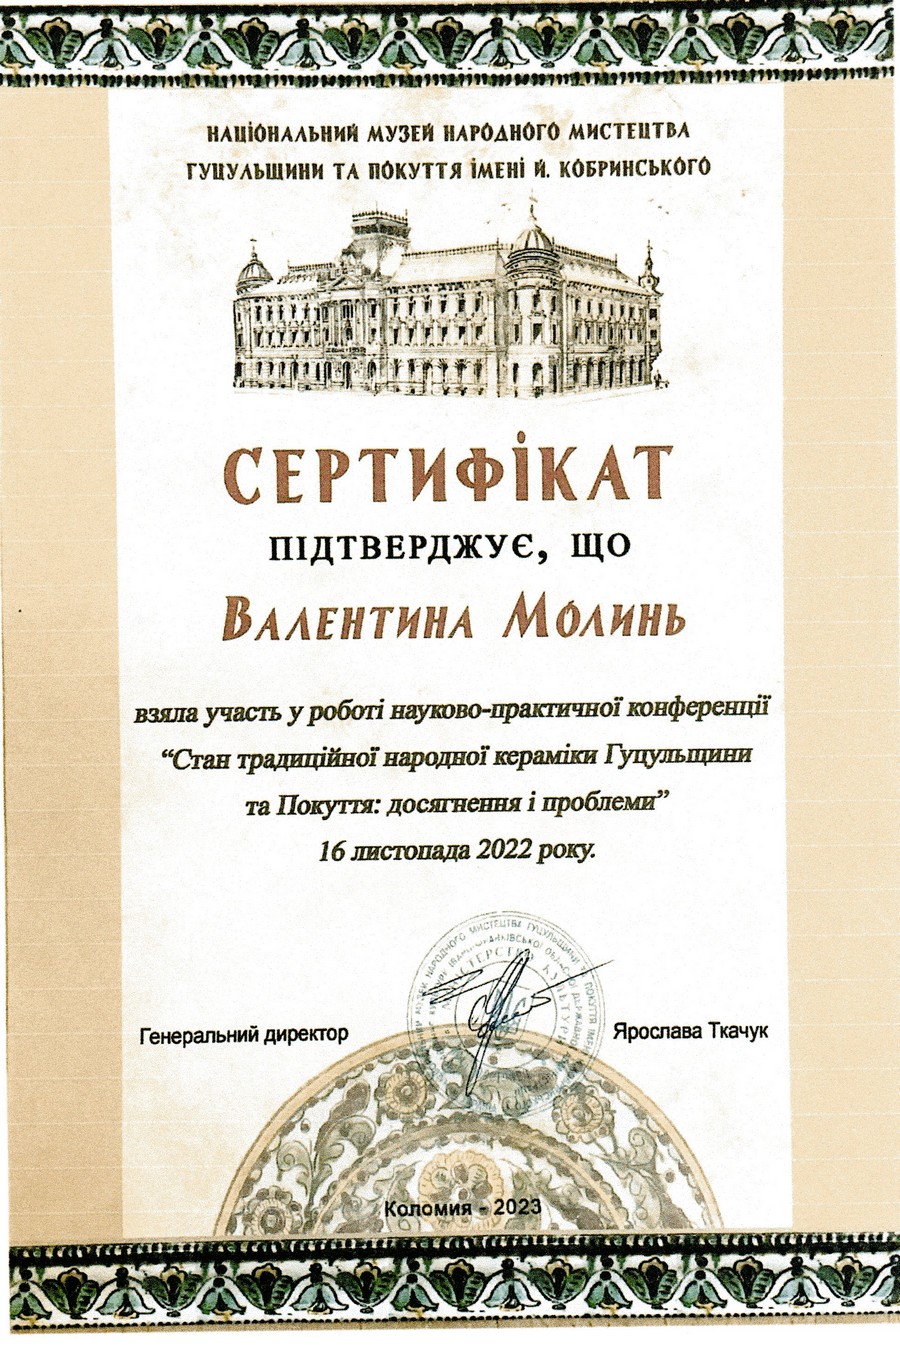 НАЦІОНАЛЬНИЙ МУЗЕЙ НАРОДНОГО МИСТЕЦТВА
ГУЦУЛЬЩИНИ ТА ПОКУТТЯ ІМЕНІ Й. КОБРИНСЬКОГО
СЕРТИФІКАТ
ПІДТВЕРДЖУЄ, ЩО
ВАЛЕНТИНА МОЛИНЬ
взяла участь у роботі науково-практичної конференції
“Стан традиційної народної кераміки Гуцульщини
та Покуття: досягнення і проблеми”
16 листопада 2022 року.
Генеральний директор
Ярослава Ткачук
Коломия - 2023